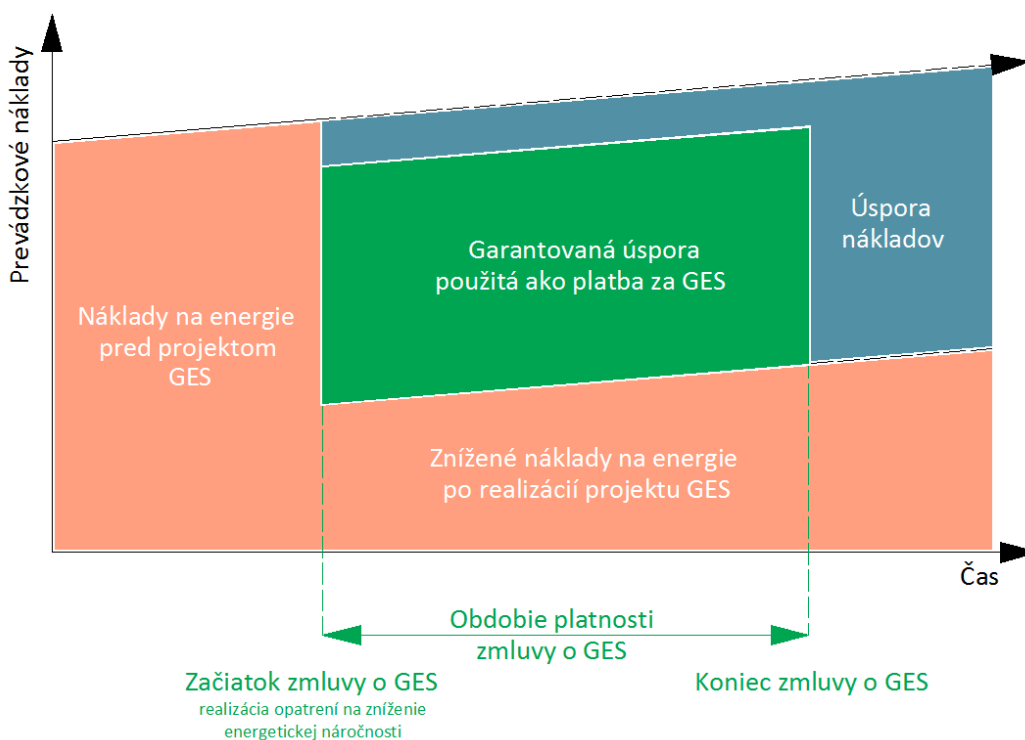 Prevádzkové náklady
Náklady na energie
pred projektom
GES
Garantovaná úspora
použitá ako platba za GES
Úspora
nákladov
Znížené náklady na energie
po realizácií projektu GES
Čas
Obdobie platnosti
zmluvy o GES
Začiatok zmluvy o GES
realizácia opatrení na zníženie
energetickej náročnosti
Koniec zmluvy o GES